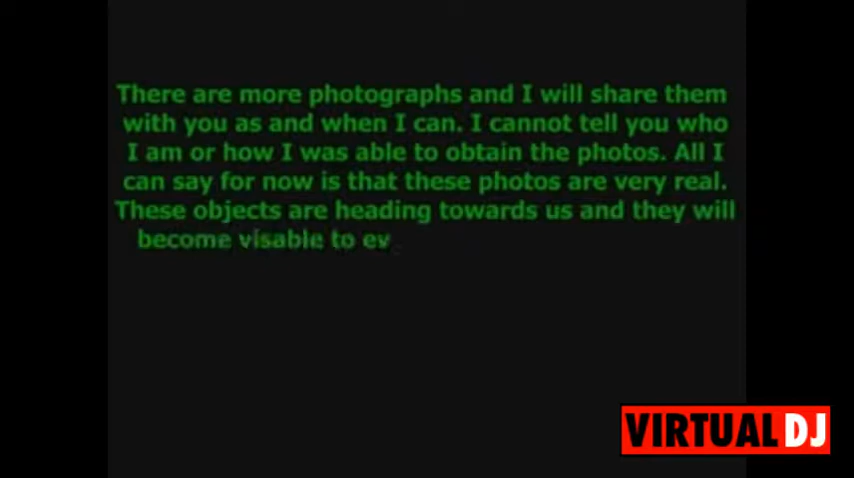 There are more photographs and I will share them
with you as and when I can. I cannot tell you who
I am or how I was able to obtain the photos. All I
can say for now is that these photos are very real.
These objects are heading towards us and they will
become visable to ev
VIRTUAL DJ